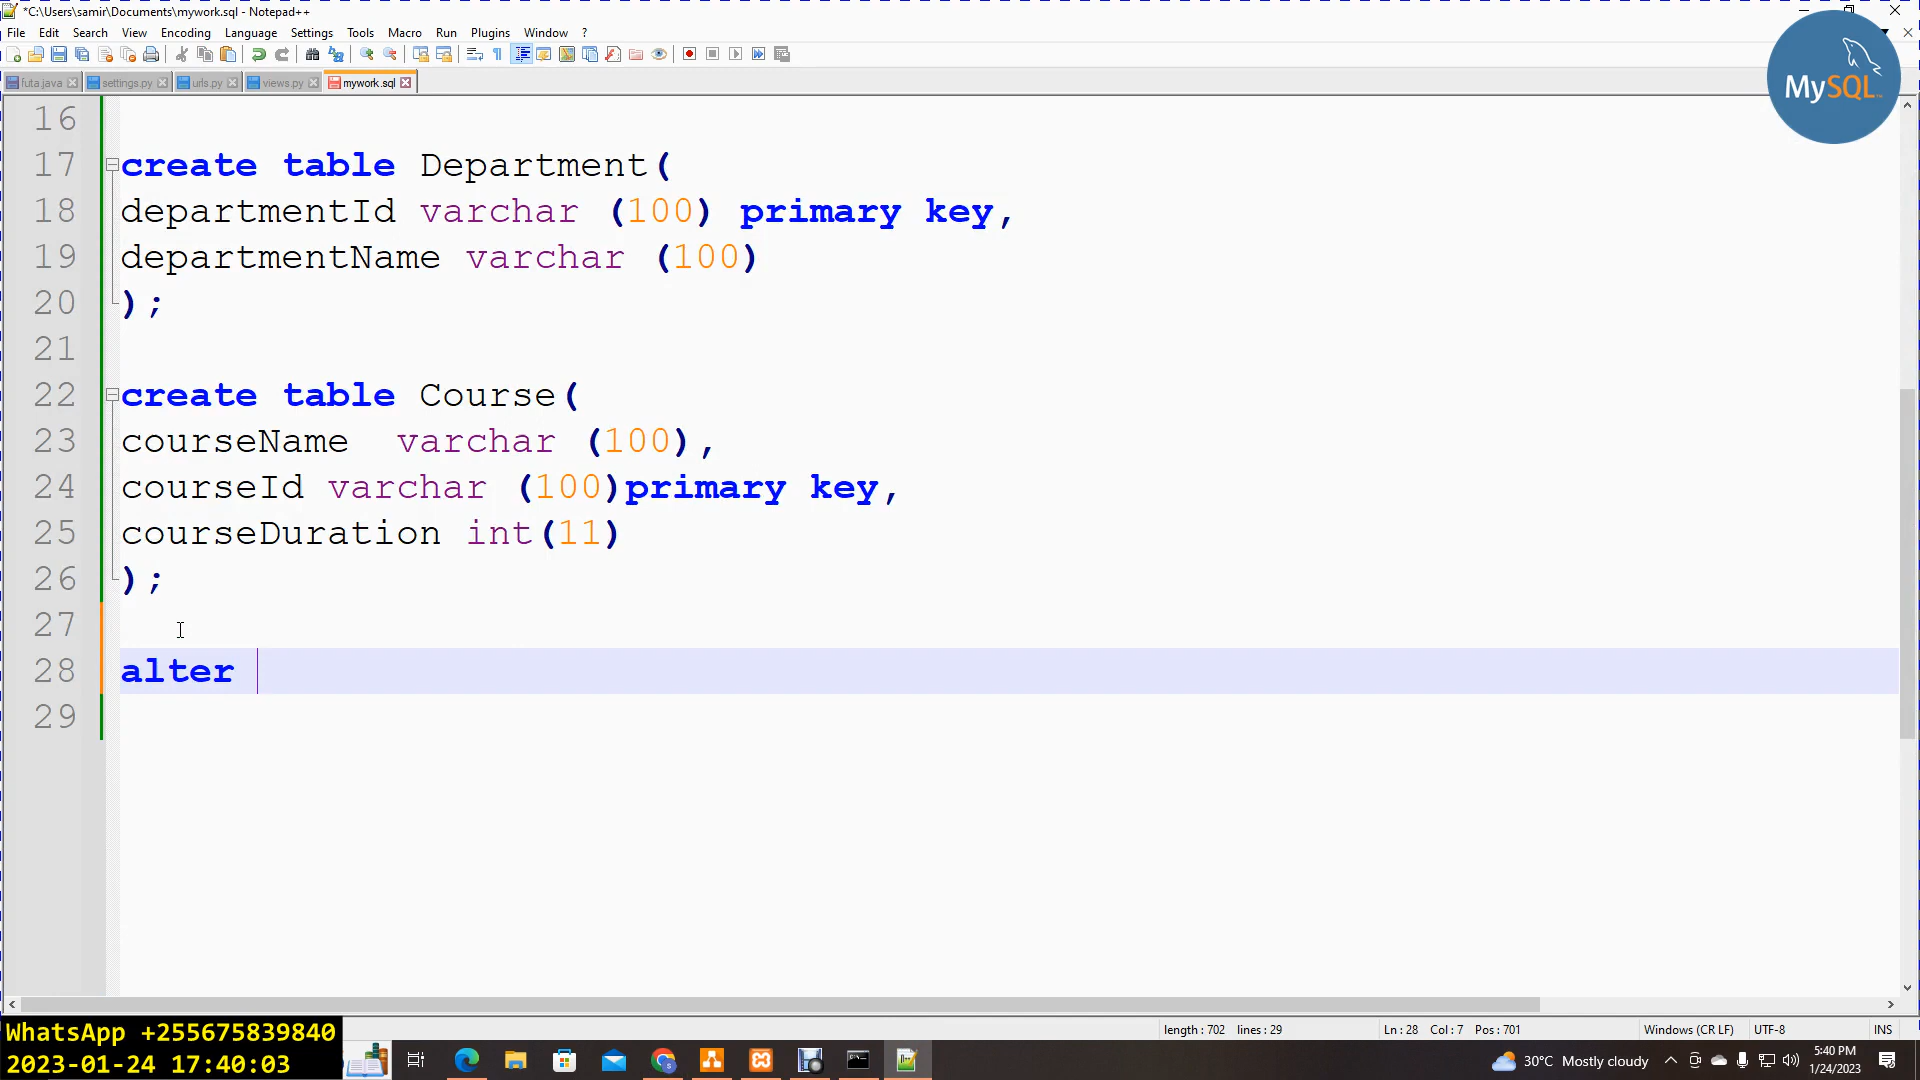 *C:\Users\samir\Documents\mywork.sql - Notepad++
File Edit Search View Encoding Language Settings Tools Macro Run Plugins Window ?
futa.java settings.py urls.py views.py mywork.sql
MySQL
16
17 create table Department(
18 departmentId varchar (100) primary key,
19 departmentName varchar (100)
20 );
21
22 create table Course(
23 courseName  varchar (100),
24 courseId varchar (100)primary key,
25 courseDuration int(11)
26 );
27
28 alter
29
length : 702 lines : 29 Ln : 28 Col : 7 Pos : 701 Windows (CR LF) UTF-8 INS
WhatsApp +255675839840
2023-01-24 17:40:03
30°C Mostly cloudy
5:40 PM
1/24/2023